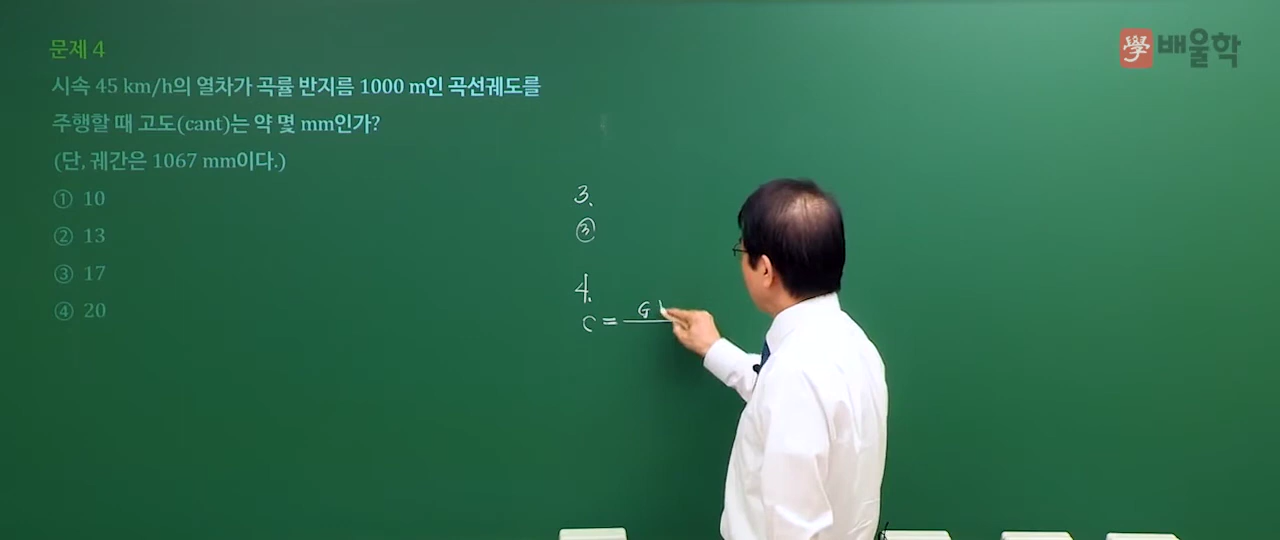 學 배울학
문제 4
시속 45 km/h의 열차가 곡률 반지름 1000 m인 곡선궤도를
주행할 때 고도(cant)는 약 몇 mm인가?
(단, 궤간은 1067 mm이다.)
① 10
② 13
③ 17
④ 20
3.
③
4.
C = G